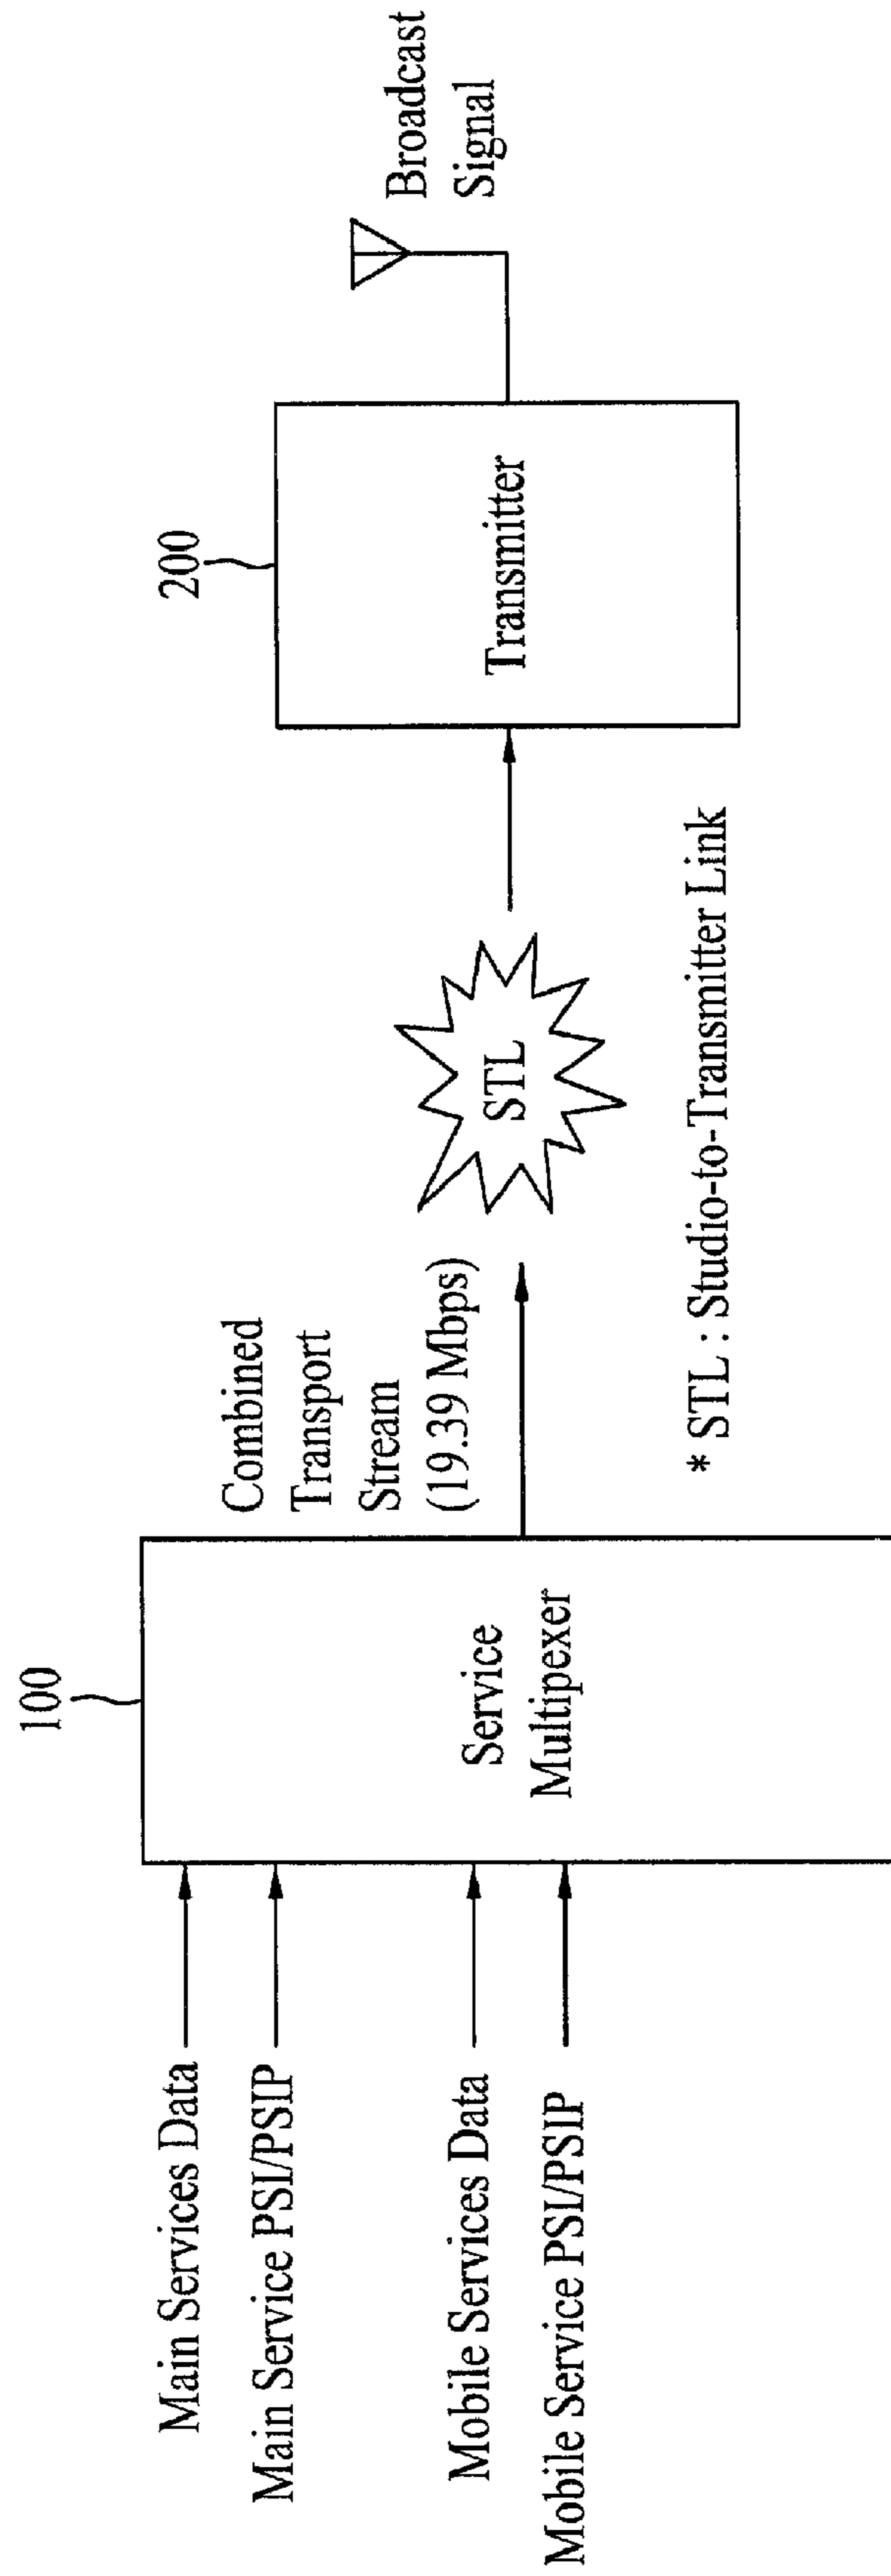 Main Services Data
Main Service PSI/PSIP
Mobile Services Data
Mobile Service PSI/PSIP
100
Service
Multipexer
Combined
Transport
Stream
(19.39 Mbps)
STL
* STL : Studio-to-Transmitter Link
200
Transmitter
Broadcast
Signal